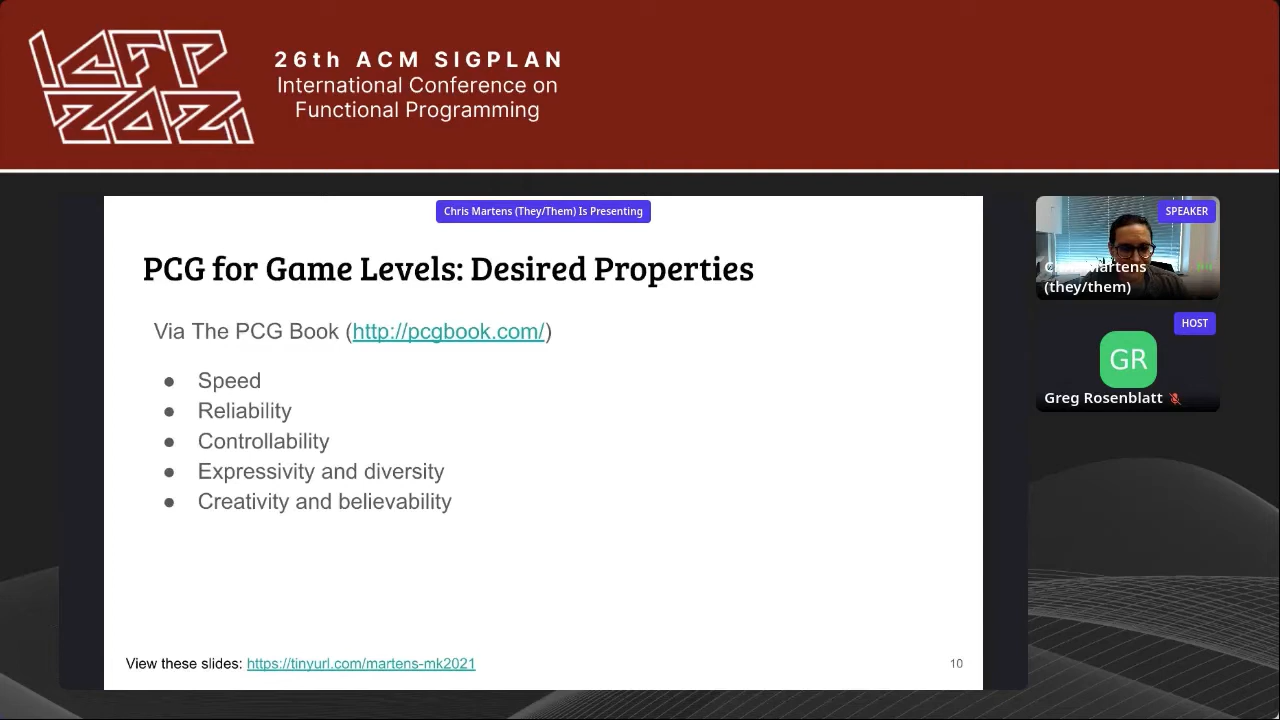 ICFP
2021
26th ACM SIGPLAN
International Conference on
Functional Programming
Chris Martens (They/Them) Is Presenting
PCG for Game Levels: Desired Properties
Via The PCG Book (http://pcgbook.com/)
● Speed
● Reliability
● Controllability
● Expressivity and diversity
● Creativity and believability
View these slides: https://tinyurl.com/martens-mk2021
10
SPEAKER
Chris Martens
(they/them)
HOST
GR
Greg Rosenblatt